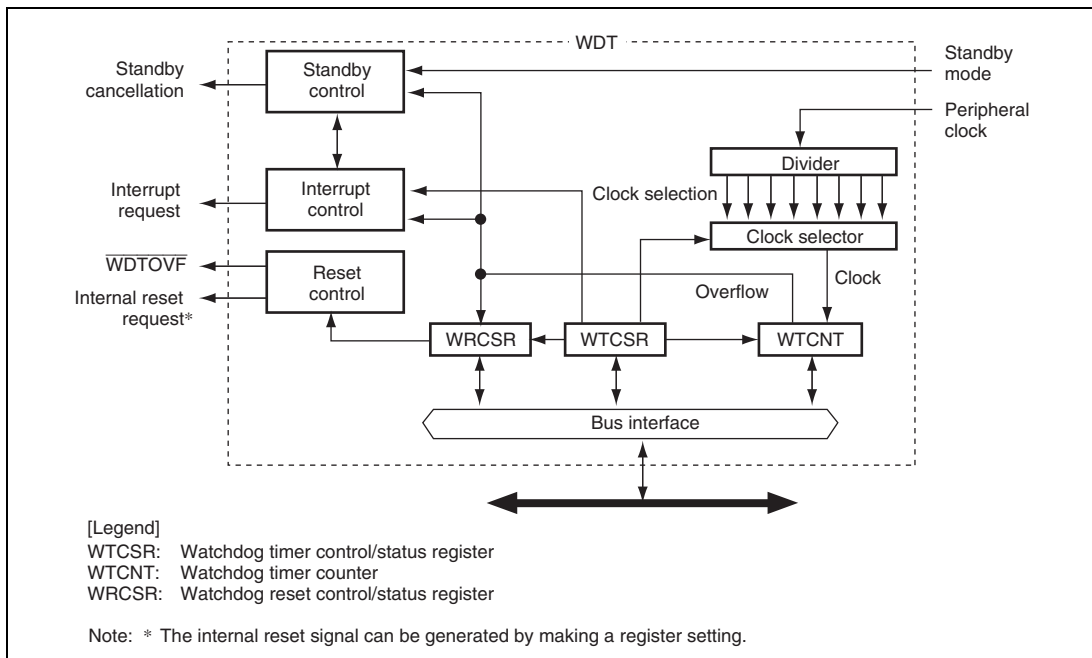 WDT
Standby
cancellation
Standby
control
Standby
mode
Peripheral
clock
Divider
Interrupt
request
Interrupt
control
Clock selection
Clock selector
WDTOVF
Internal reset
request*
Reset
control
Overflow
Clock
WRCSR
WTCSR
WTCNT
Bus interface
[Legend]
WTCSR: Watchdog timer control/status register
WTCNT: Watchdog timer counter
WRCSR: Watchdog reset control/status register
Note: * The internal reset signal can be generated by making a register setting.